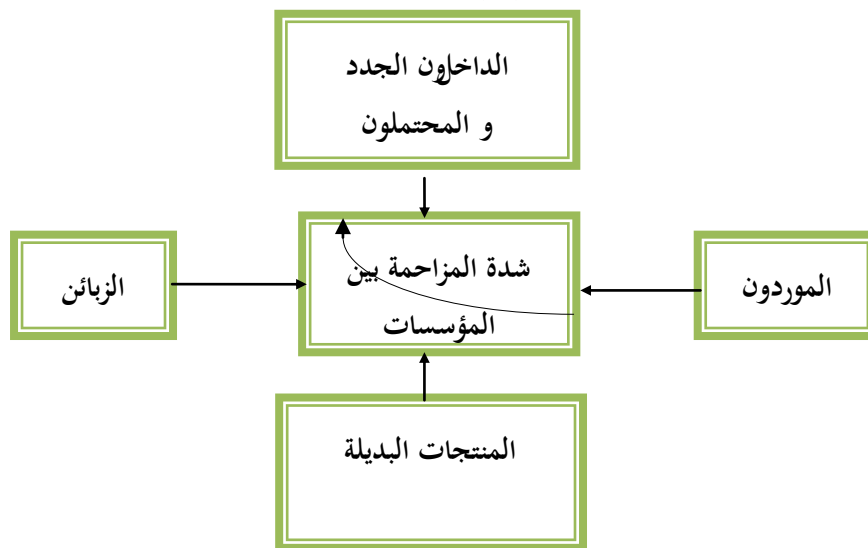 الداخلون الجدد
و المحتملون
شدة المزاحمة بين
المؤسسات
الموردون
الزبائن
المنتجات البديلة